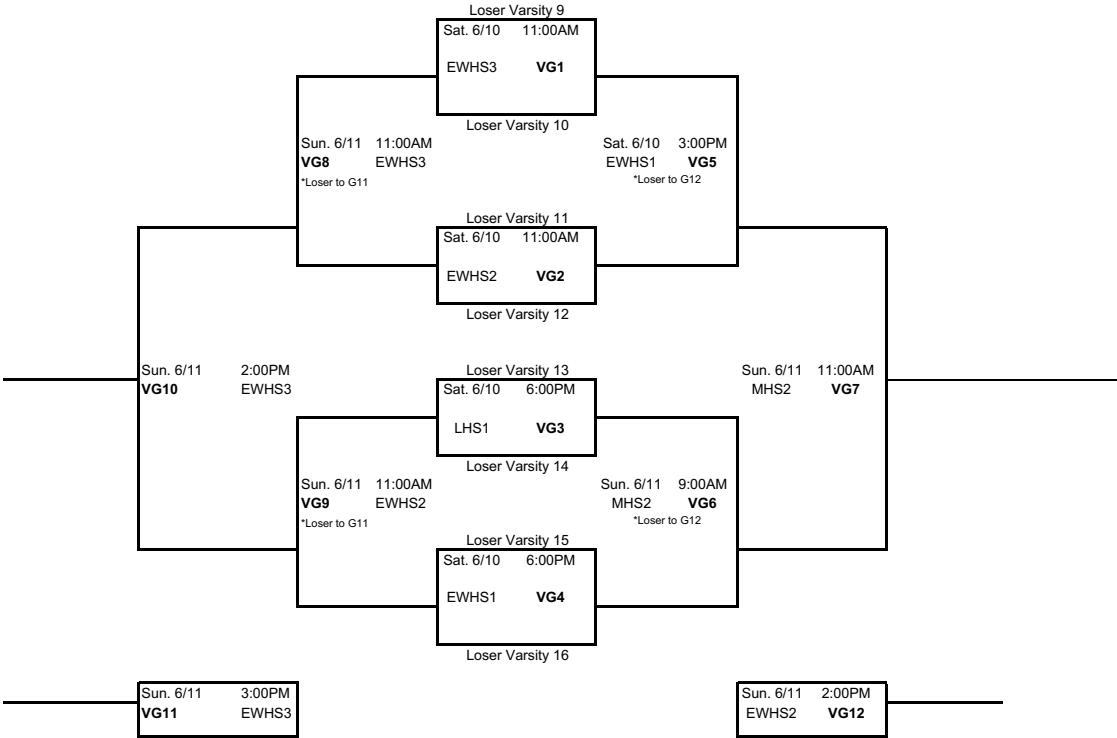 Loser Varsity 9
Sat. 6/10 11:00AM
EWHS3 VG1
Loser Varsity 10
Sun. 6/11 11:00AM
VG8 EWHS3
*Loser to G11
Sat. 6/10 3:00PM
EWHS1 VG5
*Loser to G12
Loser Varsity 11
Sat. 6/10 11:00AM
EWHS2 VG2
Loser Varsity 12
Sun. 6/11 2:00PM
VG10 EWHS3
Loser Varsity 13
Sat. 6/10 6:00PM
LHS1 VG3
Loser Varsity 14
Sun. 6/11 11:00AM
MHS2 VG7
Sun. 6/11 11:00AM
VG9 EWHS2
*Loser to G11
Sun. 6/11 9:00AM
MHS2 VG6
*Loser to G12
Loser Varsity 15
Sat. 6/10 6:00PM
EWHS1 VG4
Loser Varsity 16
Sun. 6/11 3:00PM
VG11 EWHS3
Sun. 6/11 2:00PM
EWHS2 VG12